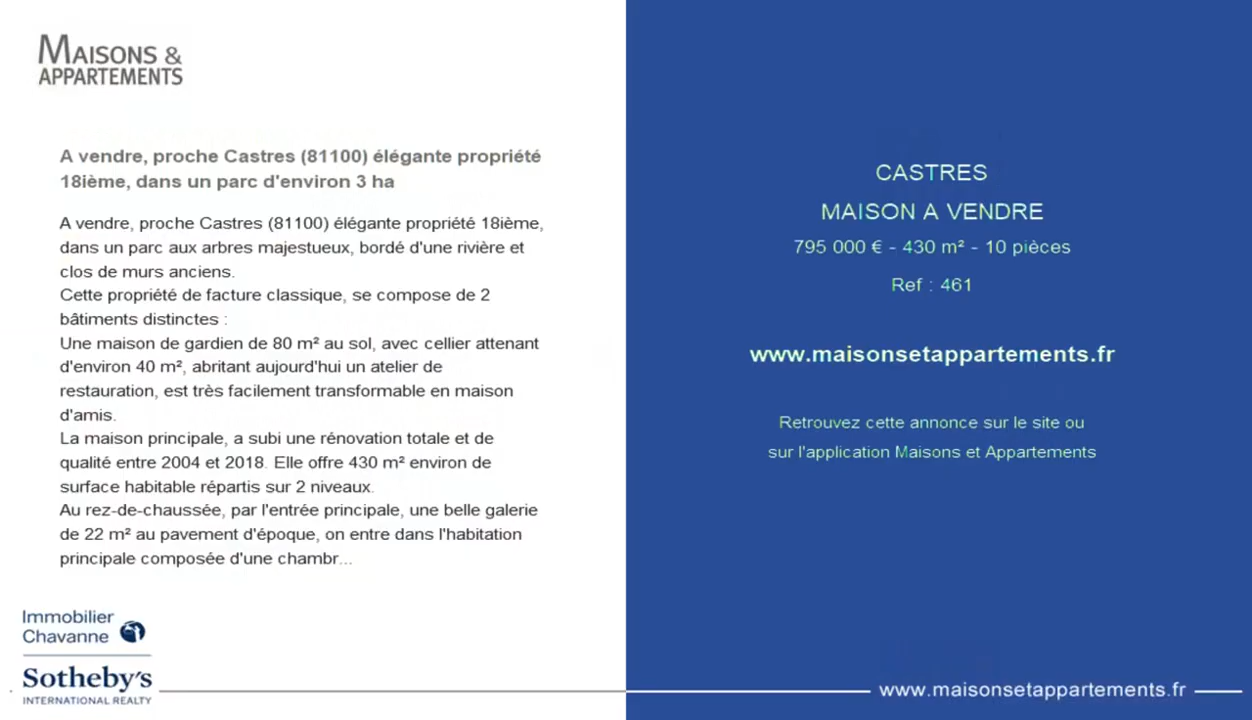 MAISONS &
APPARTEMENTS
A vendre, proche Castres (81100) élégante propriété
18ième, dans un parc d'environ 3 ha
A vendre, proche Castres (81100) élégante propriété 18ième,
dans un parc aux arbres majestueux, bordé d'une rivière et
clos de murs anciens.
Cette propriété de facture classique, se compose de 2
bâtiments distinctes :
Une maison de gardien de 80 m² au sol, avec cellier attenant
d'environ 40 m², abritant aujourd'hui un atelier de
restauration, est très facilement transformable en maison
d'amis.
La maison principale, a subi une rénovation totale et de
qualité entre 2004 et 2018. Elle offre 430 m² environ de
surface habitable répartis sur 2 niveaux.
Au rez-de-chaussée, par l'entrée principale, une belle galerie
de 22 m² au pavement d'époque, on entre dans l'habitation
principale composée d'une chambr...
Immobilier
Chavanne
Sotheby's
INTERNATIONAL REALTY
CASTRES
MAISON A VENDRE
795 000 € - 430 m² - 10 pièces
Ref : 461
www.maisonsetappartements.fr
Retrouvez cette annonce sur le site ou
sur l'application Maisons et Appartements
www.maisonsetappartements.fr